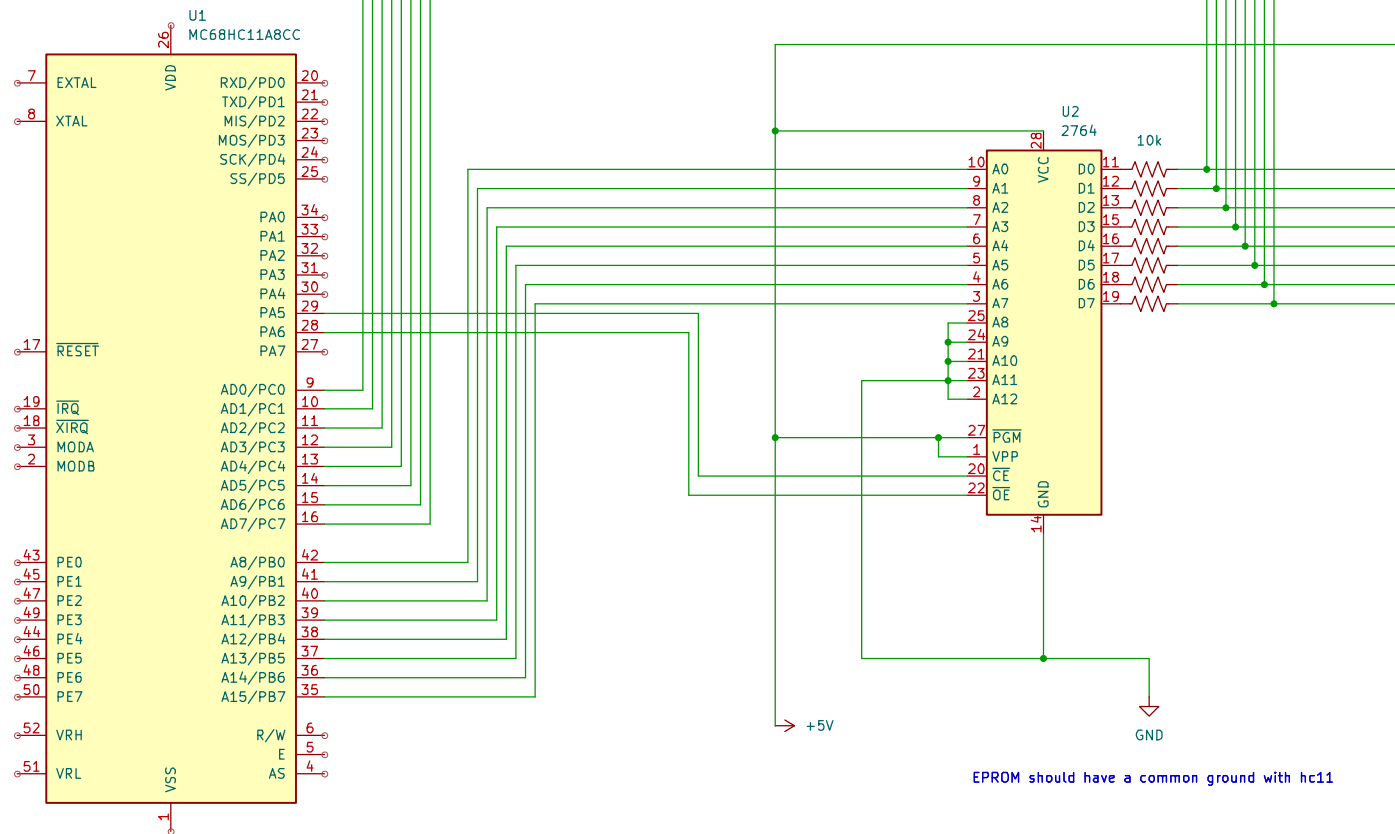 U1
MC68HC11A8CC
26
VDD
7 EXTAL
8 XTAL
17 RESET
19 IRQ
18 XIRQ
3 MODA
2 MODB
43 PE0
45 PE1
47 PE2
49 PE3
44 PE4
46 PE5
48 PE6
50 PE7
52 VRH
51 VRL
RXD/PD0 20
TXD/PD1 21
MIS/PD2 22
MOS/PD3 23
SCK/PD4 24
SS/PD5 25
PA0 34
PA1 33
PA2 32
PA3 31
PA4 30
PA5 29
PA6 28
PA7 27
AD0/PC0 9
AD1/PC1 10
AD2/PC2 11
AD3/PC3 12
AD4/PC4 13
AD5/PC5 14
AD6/PC6 15
AD7/PC7 16
A8/PB0 42
A9/PB1 41
A10/PB2 40
A11/PB3 39
A12/PB4 38
A13/PB5 37
A14/PB6 36
A15/PB7 35
R/W 6
E 5
AS 4
VSS
1
U2
2764
28
VCC
10 A0
9 A1
8 A2
7 A3
6 A4
5 A5
4 A6
3 A7
25 A8
24 A9
21 A10
23 A11
2 A12
27 PGM
1 VPP
20 CE
22 OE
10k
D0 11
D1 12
D2 13
D3 15
D4 16
D5 17
D6 18
D7 19
GND
14
+5V
GND
EPROM should have a common ground with hc11